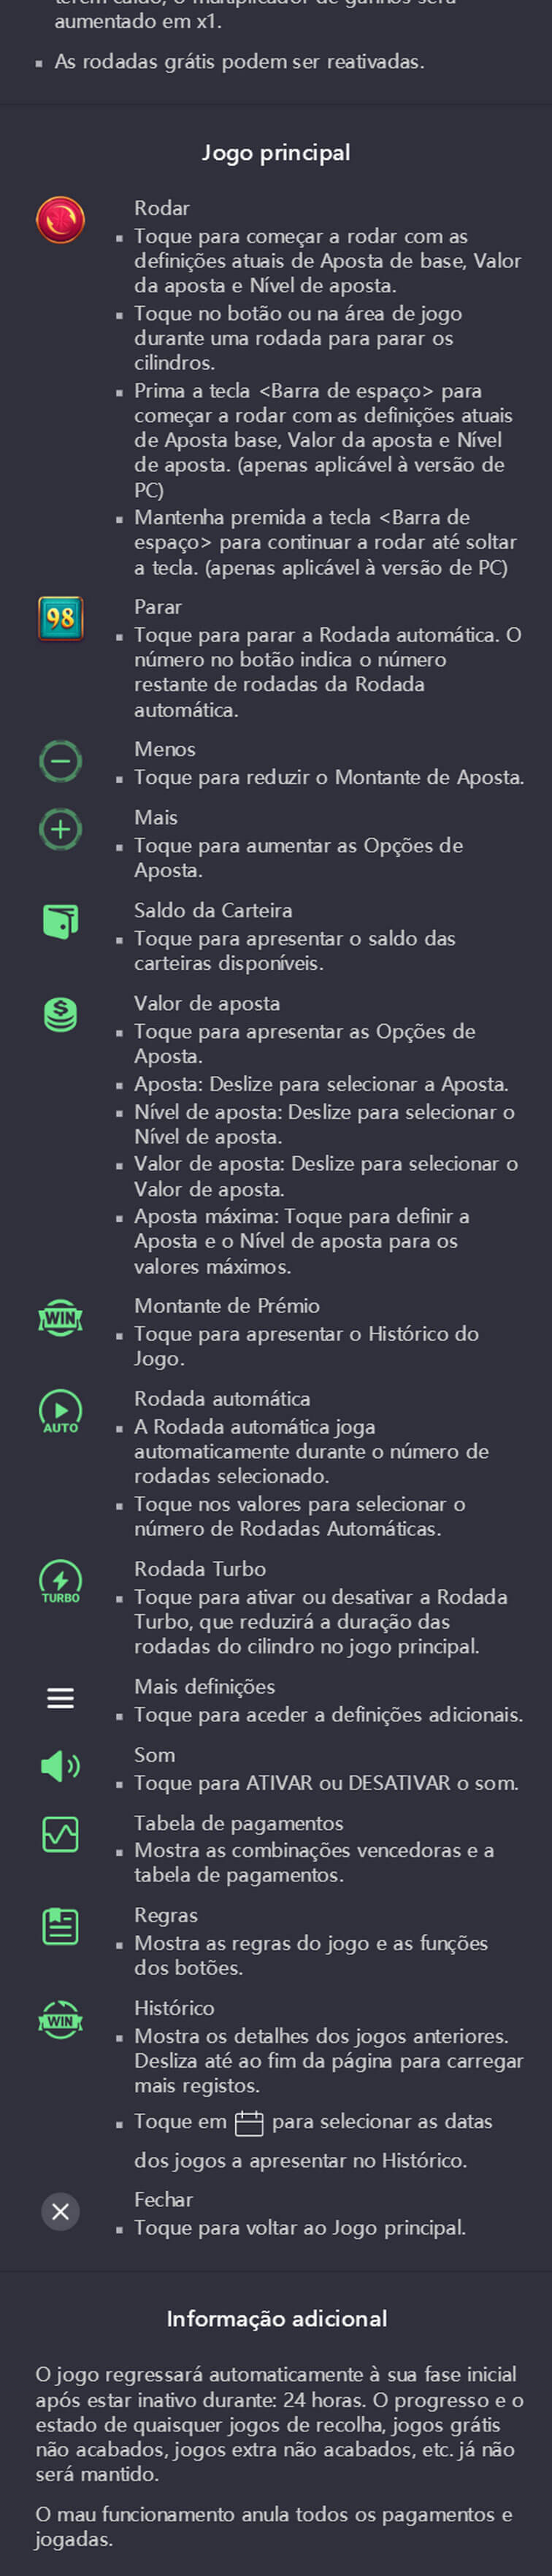 aumentado em x1.
As rodadas grátis podem ser reativadas.
Jogo principal
Rodar
Toque para começar a rodar com as
definições atuais de Aposta de base, Valor
da aposta e Nível de aposta.
Toque no botão ou na área de jogo
durante uma rodada para parar os
cilindros.
Prima a tecla <Barra de espaço> para
começar a rodar com as definições atuais
de Aposta base, Valor da aposta e Nível
de aposta. (apenas aplicável à versão de
PC)
Mantenha premida a tecla <Barra de
espaço> para continuar a rodar até soltar
a tecla. (apenas aplicável à versão de PC)
98
Parar
Toque para parar a Rodada automática. O
número no botão indica o número
restante de rodadas da Rodada
automática.
Menos
Toque para reduzir o Montante de Aposta.
Mais
Toque para aumentar as Opções de
Aposta.
Saldo da Carteira
Toque para apresentar o saldo das
carteiras disponíveis.
Valor de aposta
Toque para apresentar as Opções de
Aposta.
Aposta: Deslize para selecionar a Aposta.
Nível de aposta: Deslize para selecionar o
Nível de aposta.
Valor de aposta: Deslize para selecionar o
Valor de aposta.
Aposta máxima: Toque para definir a
Aposta e o Nível de aposta para os
valores máximos.
WIN
Montante de Prémio
Toque para apresentar o Histórico do
Jogo.
AUTO
Rodada automática
A Rodada automática joga
automaticamente durante o número de
rodadas selecionado.
Toque nos valores para selecionar o
número de Rodadas Automáticas.
TURBO
Rodada Turbo
Toque para ativar ou desativar a Rodada
Turbo, que reduzirá a duração das
rodadas do cilindro no jogo principal.
Mais definições
Toque para aceder a definições adicionais.
Som
Toque para ATIVAR ou DESATIVAR o som.
Tabela de pagamentos
Mostra as combinações vencedoras e a
tabela de pagamentos.
Regras
Mostra as regras do jogo e as funções
dos botões.
WIN
Histórico
Mostra os detalhes dos jogos anteriores.
Desliza até ao fim da página para carregar
mais registos.
Toque em para selecionar as datas
dos jogos a apresentar no Histórico.
Fechar
Toque para voltar ao Jogo principal.
Informação adicional
O jogo regressará automaticamente à sua fase inicial
após estar inativo durante: 24 horas. O progresso e o
estado de quaisquer jogos de recolha, jogos grátis
não acabados, jogos extra não acabados, etc. já não
será mantido.
O mau funcionamento anula todos os pagamentos e
jogadas.